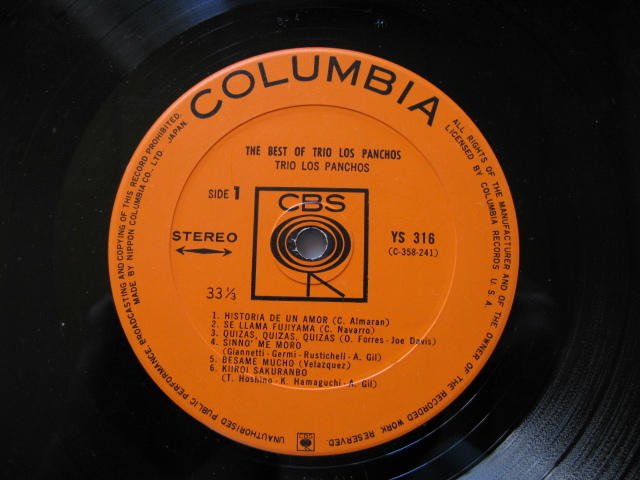 COLUMBIA
THE BEST OF TRIO LOS PANCHOS
TRIO LOS PANCHOS
SIDE 1
CBS
STEREO
YS 316
(C-358-241)
33 1/3
1. HISTORIA DE UN AMOR (C. Almaran)
2. SE LLAMA FUJIYAMA (C. Navarro)
3. QUIZAS, QUIZAS, QUIZAS (O. Forres-Joe Davis)
4. SINNO' ME MORO
(Giannetti-Germi-Rustichell-A. Gil)
5. BESAME MUCHO (Velazquez)
6. KIIROI SAKURANBO
(T. Hoshino-K. Hamaguchi-A. Gil)
CBS
ALL RIGHTS OF THE MANUFACTURER AND OF THE OWNER OF THE RECORDED WORK RESERVED.
LICENSED BY COLUMBIA RECORDS U.S.A.
UNAUTHORISED PUBLIC PERFORMANCE, BROADCASTING AND COPYING OF THIS RECORD PROHIBITED.
MADE BY NIPPON COLUMBIA CO., LTD. JAPAN.